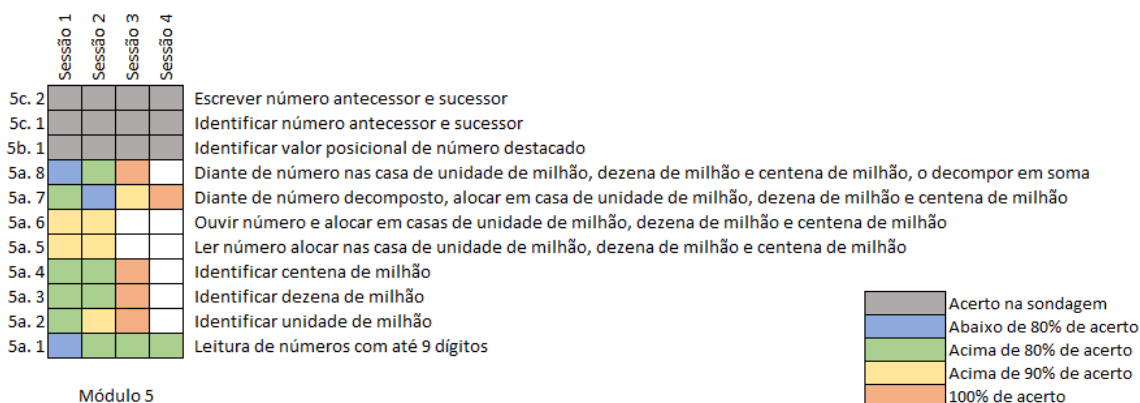 Sessão 1
Sessão 2
Sessão 3
Sessão 4
5c. 2 Escrever número antecessor e sucessor
5c. 1 Identificar número antecessor e sucessor
5b. 1 Identificar valor posicional de número destacado
5a. 8 Diante de número nas casa de unidade de milhão, dezena de milhão e centena de milhão, o decompor em soma
5a. 7 Diante de número decomposto, alocar em casa de unidade de milhão, dezena de milhão e centena de milhão
5a. 6 Ouvir número e alocar em casas de unidade de milhão, dezena de milhão e centena de milhão
5a. 5 Ler número alocar nas casa de unidade de milhão, dezena de milhão e centena de milhão
5a. 4 Identificar centena de milhão
5a. 3 Identificar dezena de milhão
5a. 2 Identificar unidade de milhão
5a. 1 Leitura de números com até 9 dígitos
Módulo 5
Acerto na sondagem
Abaixo de 80% de acerto
Acima de 80% de acerto
Acima de 90% de acerto
100% de acerto